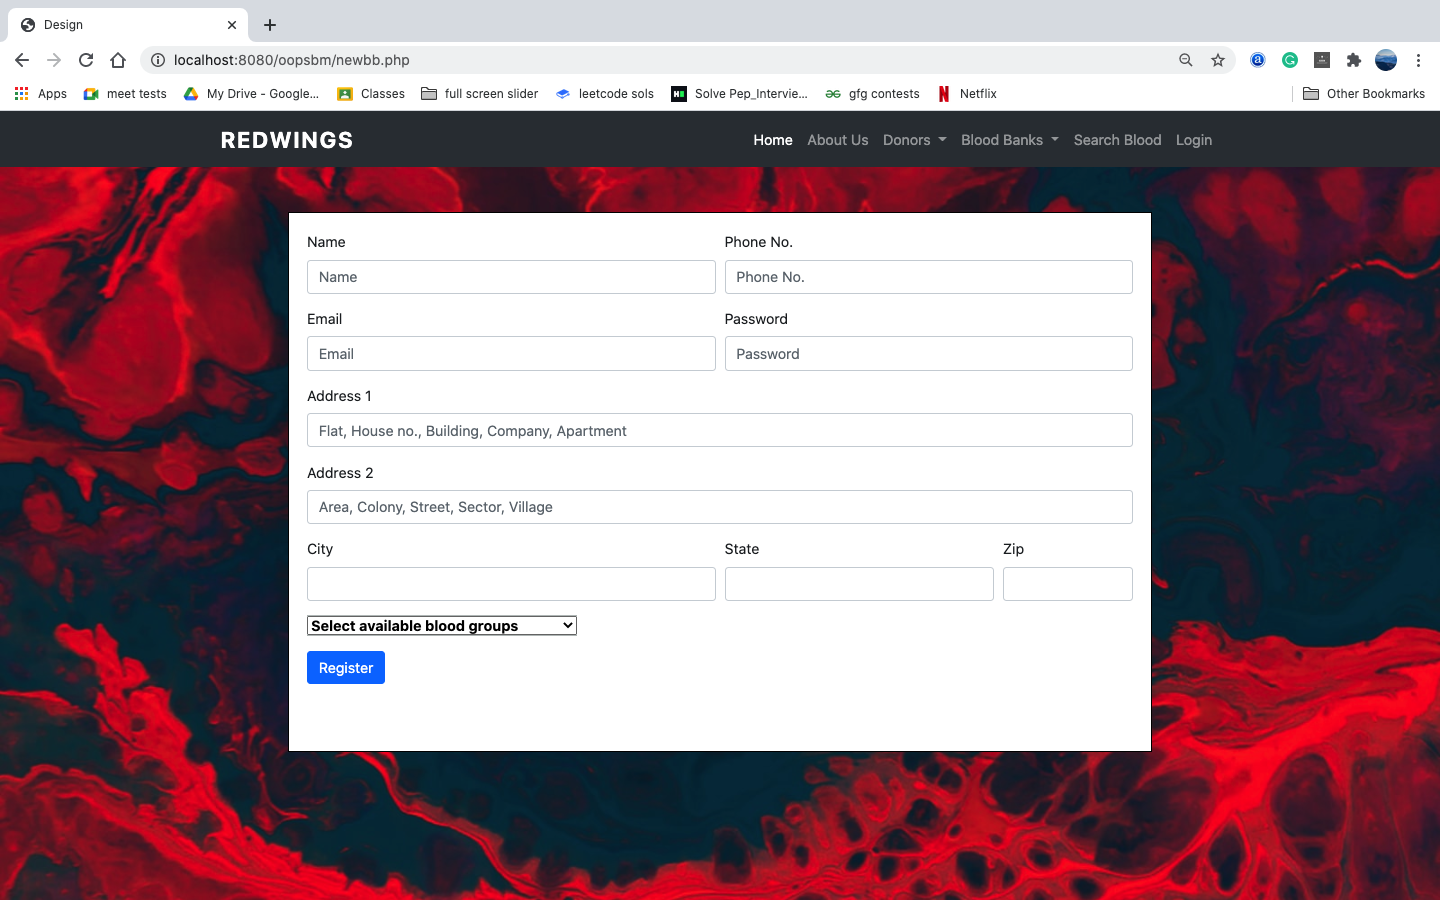 Design
localhost:8080/oopsbm/newbb.php
Apps meet tests My Drive - Google... Classes full screen slider leetcode sols Solve Pep_Intervie... gfg contests Netflix Other Bookmarks
REDWINGS Home About Us Donors Blood Banks Search Blood Login
Name Phone No.
Name Phone No.
Email Password
Email Password
Address 1
Flat, House no., Building, Company, Apartment
Address 2
Area, Colony, Street, Sector, Village
City State Zip
Select available blood groups
Register